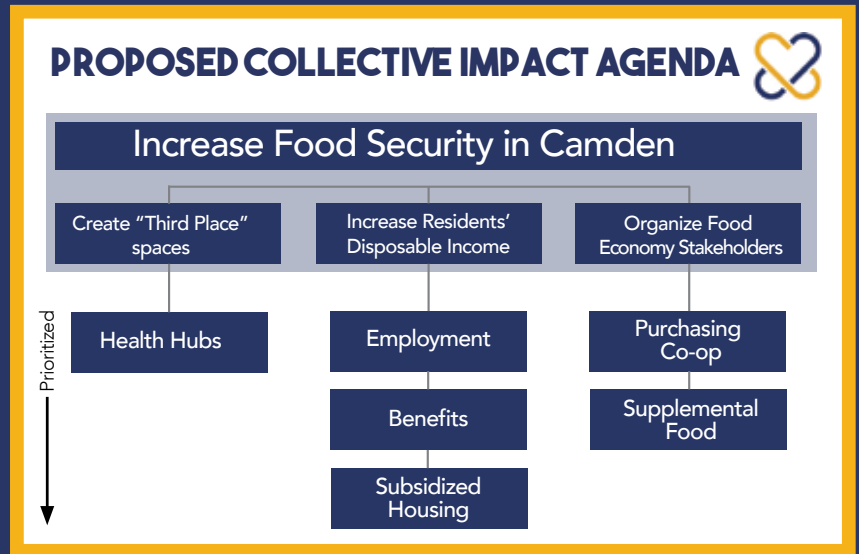 PROPOSED COLLECTIVE IMPACT AGENDA
Increase Food Security in Camden
Create “Third Place”
spaces
Increase Residents’
Disposable Income
Organize Food
Economy Stakeholders
Prioritized
Health Hubs
Employment
Benefits
Subsidized
Housing
Purchasing
Co-op
Supplemental
Food